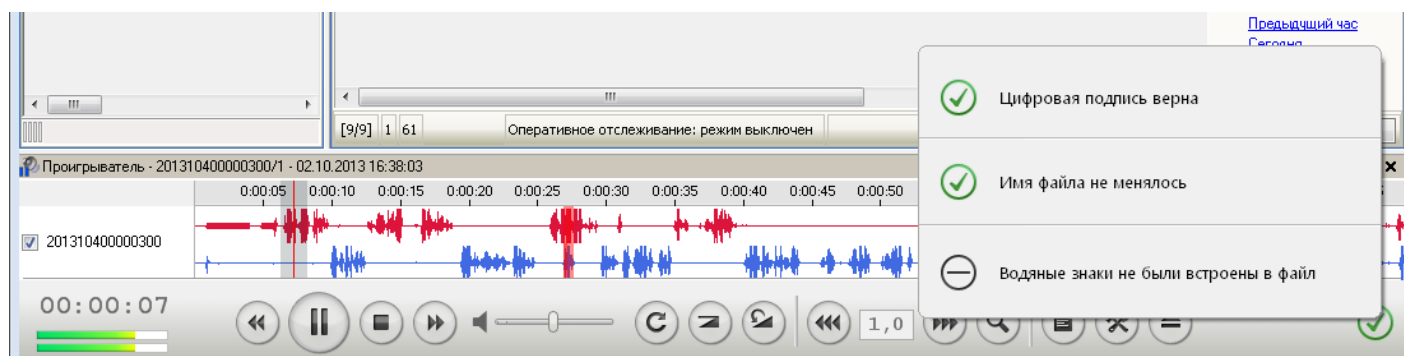 Предыдущий час
Сегодня
[9/9] 1 61 Оперативное отслеживание: режим выключен
Проигрыватель - 201310400000300/1 - 02.10.2013 16:38:03
0:00:05 0:00:10 0:00:15 0:00:20 0:00:25 0:00:30 0:00:35 0:00:40 0:00:45 0:00:50
201310400000300
00:00:07
1,0
Цифровая подпись верна
Имя файла не менялось
Водяные знаки не были встроены в файл